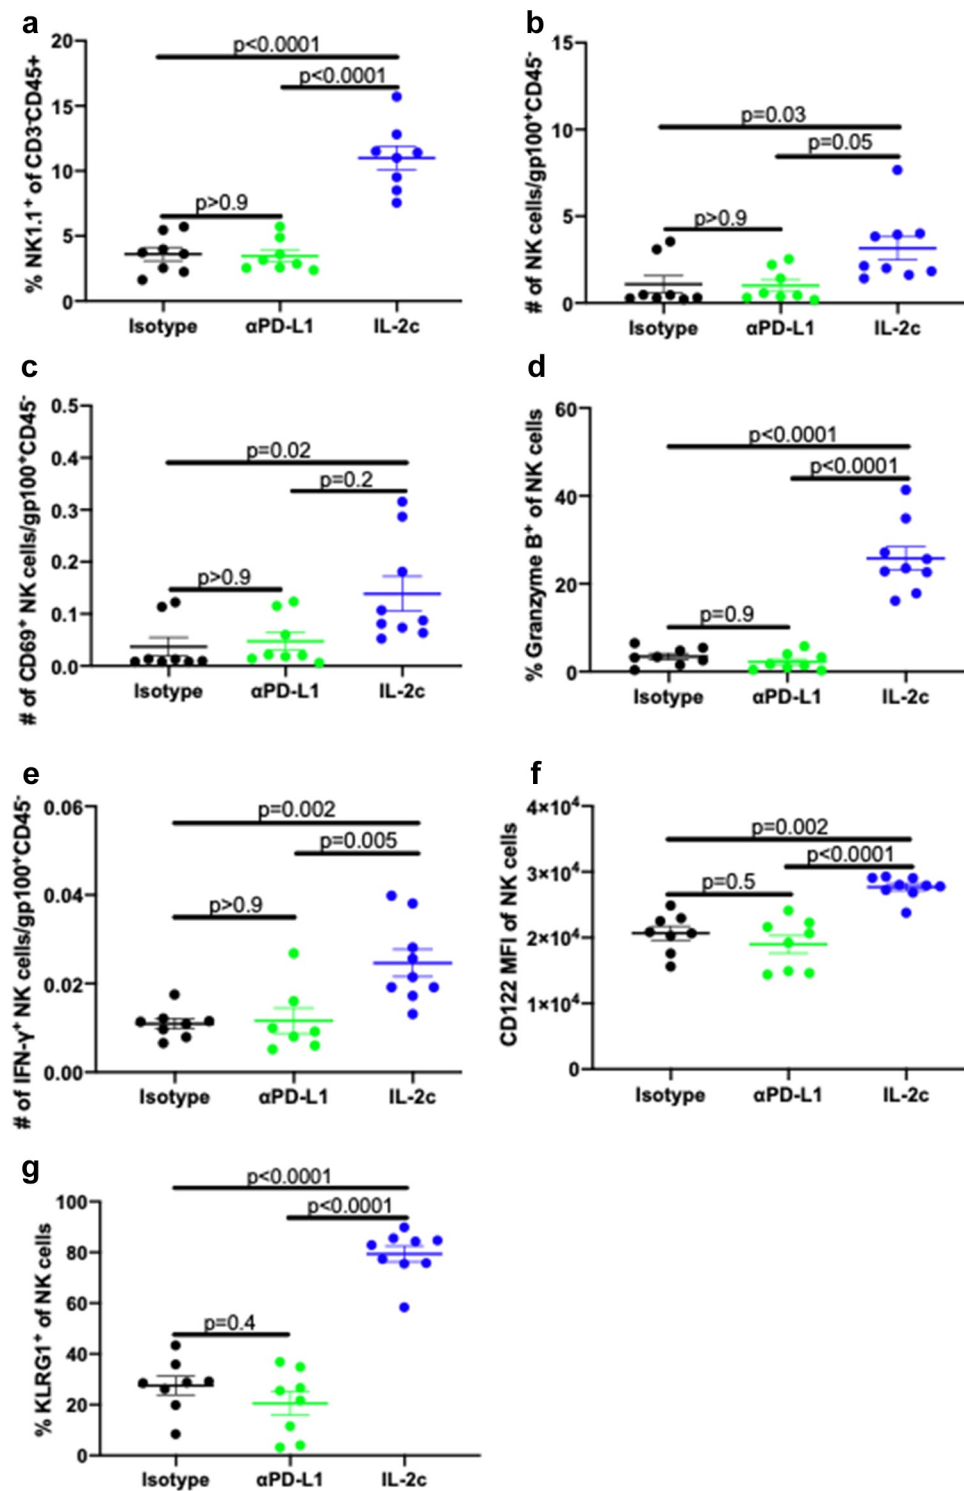 a
% NK1.1⁺ of CD3⁻CD45+
20
15
10
5
0
p<0.0001
p<0.0001
p>0.9
Isotype αPD-L1 IL-2c
b
# of NK cells/gp100⁺CD45⁻
15
10
5
0
p=0.03
p=0.05
p>0.9
Isotype αPD-L1 IL-2c
c
# of CD69⁺ NK cells/gp100⁺CD45⁻
0.5
0.4
0.3
0.2
0.1
0.0
p=0.02
p=0.2
p>0.9
Isotype αPD-L1 IL-2c
d
% Granzyme B⁺ of NK cells
60
40
20
0
p<0.0001
p<0.0001
p=0.9
Isotype αPD-L1 IL-2c
e
# of IFN-γ⁺ NK cells/gp100⁺CD45⁻
0.06
0.04
0.02
0.00
p=0.002
p=0.005
p>0.9
Isotype αPD-L1 IL-2c
f
CD122 MFI of NK cells
4×10⁴
3×10⁴
2×10⁴
1×10⁴
0
p=0.002
p<0.0001
p=0.5
Isotype αPD-L1 IL-2c
g
% KLRG1⁺ of NK cells
100
80
60
40
20
0
p<0.0001
p<0.0001
p=0.4
Isotype αPD-L1 IL-2c